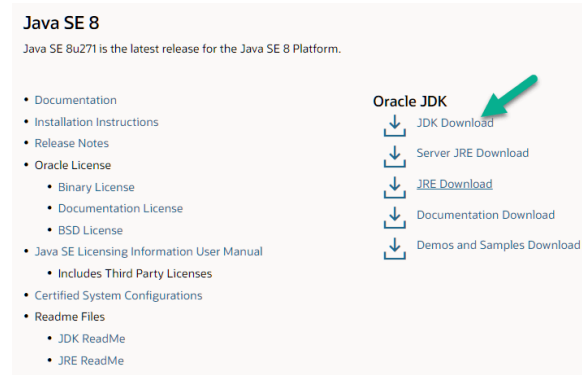 Java SE 8
Java SE 8u271 is the latest release for the Java SE 8 Platform.
• Documentation
• Installation Instructions
• Release Notes
• Oracle License
• Binary License
• Documentation License
• BSD License
• Java SE Licensing Information User Manual
• Includes Third Party Licenses
• Certified System Configurations
• Readme Files
• JDK ReadMe
• JRE ReadMe
Oracle JDK
JDK Download
Server JRE Download
JRE Download
Documentation Download
Demos and Samples Download